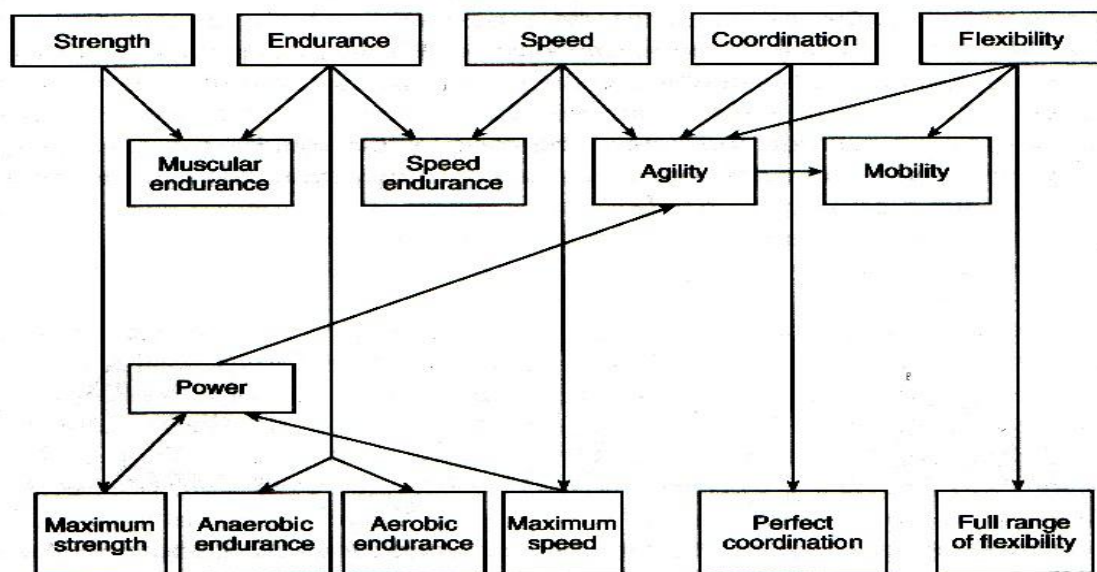 Strength
Endurance
Speed
Coordination
Flexibility
Muscular
endurance
Speed
endurance
Agility
Mobility
Power
Maximum
strength
Anaerobic
endurance
Aerobic
endurance
Maximum
speed
Perfect
coordination
Full range
of flexibility